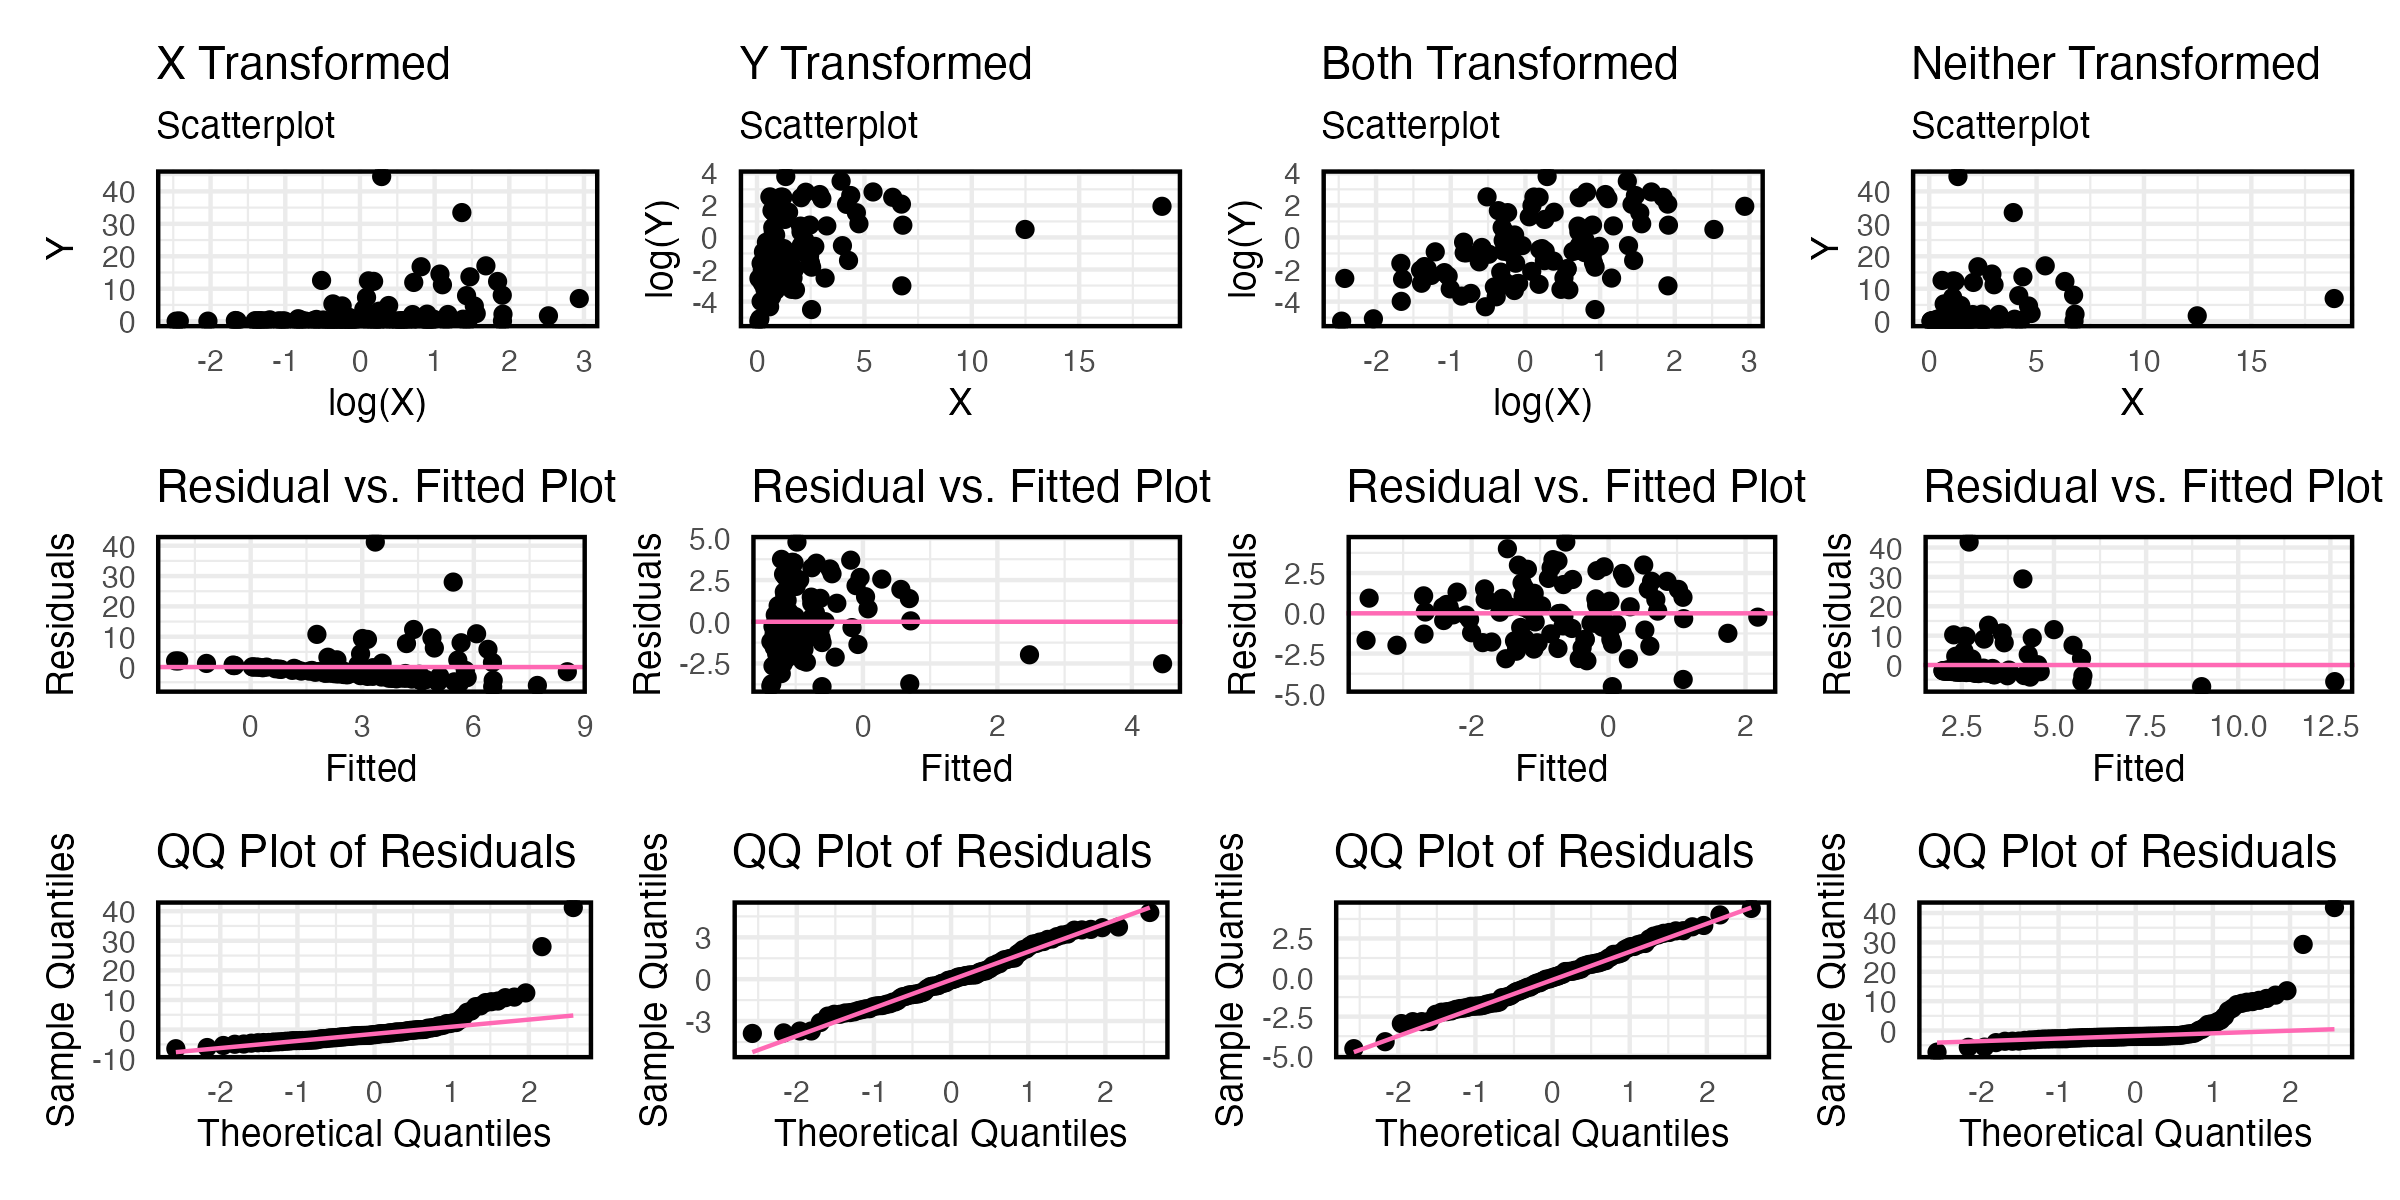 X Transformed
Scatterplot
Y
40
30
20
10
0
-2 -1 0 1 2 3
log(X)
Y Transformed
Scatterplot
log(Y)
4
2
0
-2
-4
0 5 10 15
X
Both Transformed
Scatterplot
log(Y)
4
2
0
-2
-4
-2 -1 0 1 2 3
log(X)
Neither Transformed
Scatterplot
Y
40
30
20
10
0
0 5 10 15
X
Residual vs. Fitted Plot
Residuals
40
30
20
10
0
0 3 6 9
Fitted
Residual vs. Fitted Plot
Residuals
5.0
2.5
0.0
-2.5
0 2 4
Fitted
Residual vs. Fitted Plot
Residuals
2.5
0.0
-2.5
-5.0
-2 0 2
Fitted
Residual vs. Fitted Plot
Residuals
40
30
20
10
0
2.5 5.0 7.5 10.0 12.5
Fitted
QQ Plot of Residuals
Sample Quantiles
40
30
20
10
0
-10
-2 -1 0 1 2
Theoretical Quantiles
QQ Plot of Residuals
Sample Quantiles
3
0
-3
-2 -1 0 1 2
Theoretical Quantiles
QQ Plot of Residuals
Sample Quantiles
2.5
0.0
-2.5
-5.0
-2 -1 0 1 2
Theoretical Quantiles
QQ Plot of Residuals
Sample Quantiles
40
30
20
10
0
-2 -1 0 1 2
Theoretical Quantiles